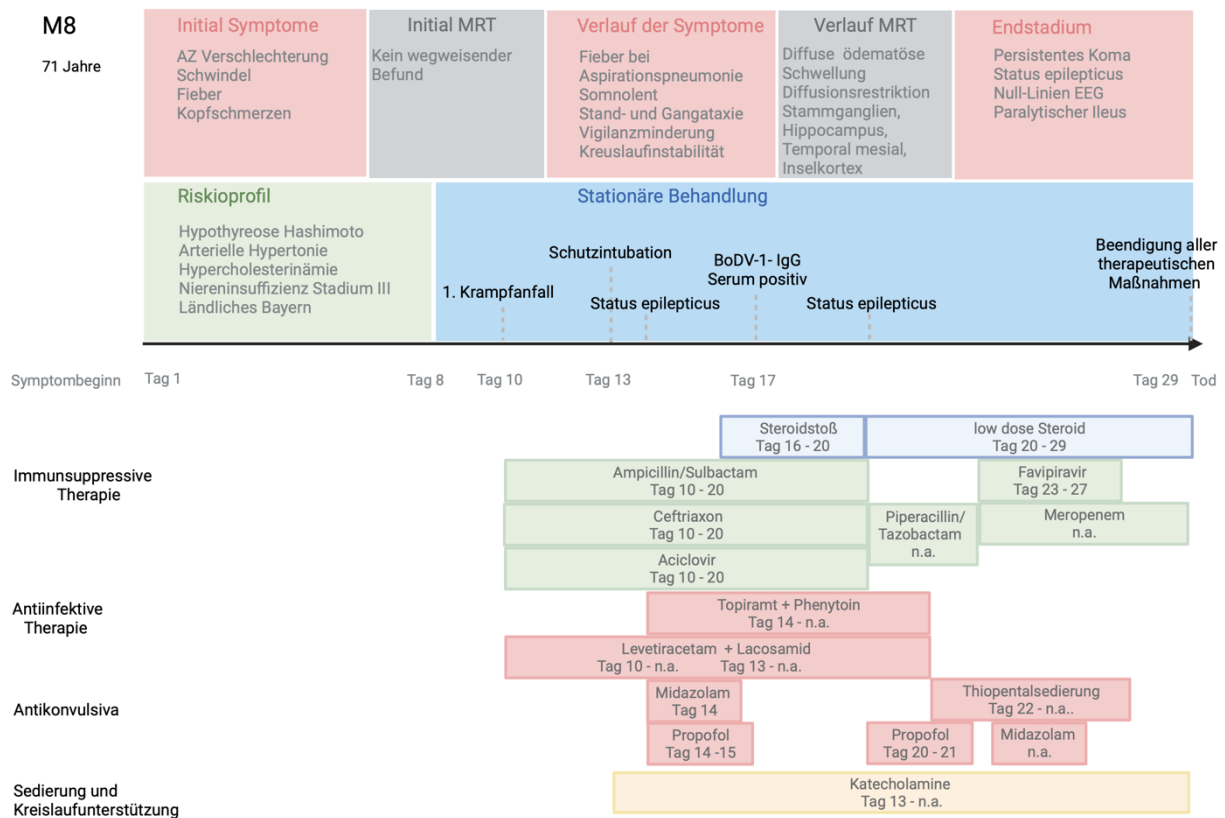 M8
71 Jahre
Initial Symptome
AZ Verschlechterung
Schwindel
Fieber
Kopfschmerzen
Initial MRT
Kein wegweisender
Befund
Verlauf der Symptome
Fieber bei
Aspirationspneumonie
Somnolent
Stand- und Gangataxie
Vigilanzminderung
Kreuslaufinstabilität
Verlauf MRT
Diffuse ödematöse
Schwellung
Diffusionsrestriktion
Stammganglien,
Hippocampus,
Temporal mesial,
Inselkortex
Endstadium
Persistentes Koma
Status epilepticus
Null-Linien EEG
Paralytischer Ileus
Riskioprofil
Hypothyreose Hashimoto
Arterielle Hypertonie
Hypercholesterinämie
Niereninsuffizienz Stadium III
Ländliches Bayern
Stationäre Behandlung
1. Krampfanfall
Schutzintubation
Status epilepticus
BoDV-1- IgG
Serum positiv
Status epilepticus
Beendigung aller
therapeutischen
Maßnahmen
Symptombeginn
Tag 1
Tag 8
Tag 10
Tag 13
Tag 17
Tag 29
Tod
Immunsuppressive
Therapie
Steroidstoß
Tag 16 - 20
low dose Steroid
Tag 20 - 29
Ampicillin/Sulbactam
Tag 10 - 20
Favipiravir
Tag 23 - 27
Ceftriaxon
Tag 10 - 20
Piperacillin/
Tazobactam
n.a.
Meropenem
n.a.
Aciclovir
Tag 10 - 20
Antiinfektive
Therapie
Topiramt + Phenytoin
Tag 14 - n.a.
Levetiracetam + Lacosamid
Tag 10 - n.a. Tag 13 - n.a.
Antikonvulsiva
Midazolam
Tag 14
Thiopentalsedierung
Tag 22 - n.a..
Propofol
Tag 14 -15
Propofol
Tag 20 - 21
Midazolam
n.a.
Sedierung und
Kreislaufunterstützung
Katecholamine
Tag 13 - n.a.